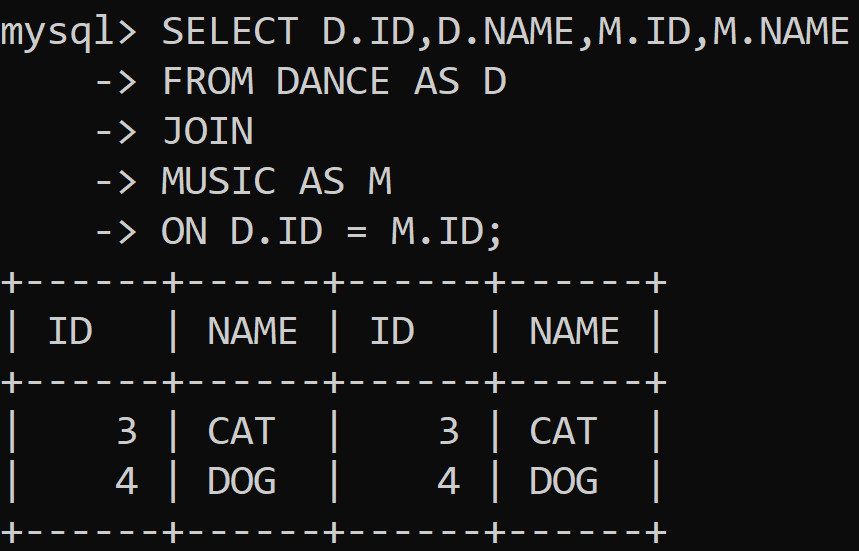 mysql> SELECT D.ID,D.NAME,M.ID,M.NAME
    -> FROM DANCE AS D
    -> JOIN
    -> MUSIC AS M
    -> ON D.ID = M.ID;
+------+------+------+------+
| ID   | NAME | ID   | NAME |
+------+------+------+------+
|    3 | CAT  |    3 | CAT  |
|    4 | DOG  |    4 | DOG  |
+------+------+------+------+